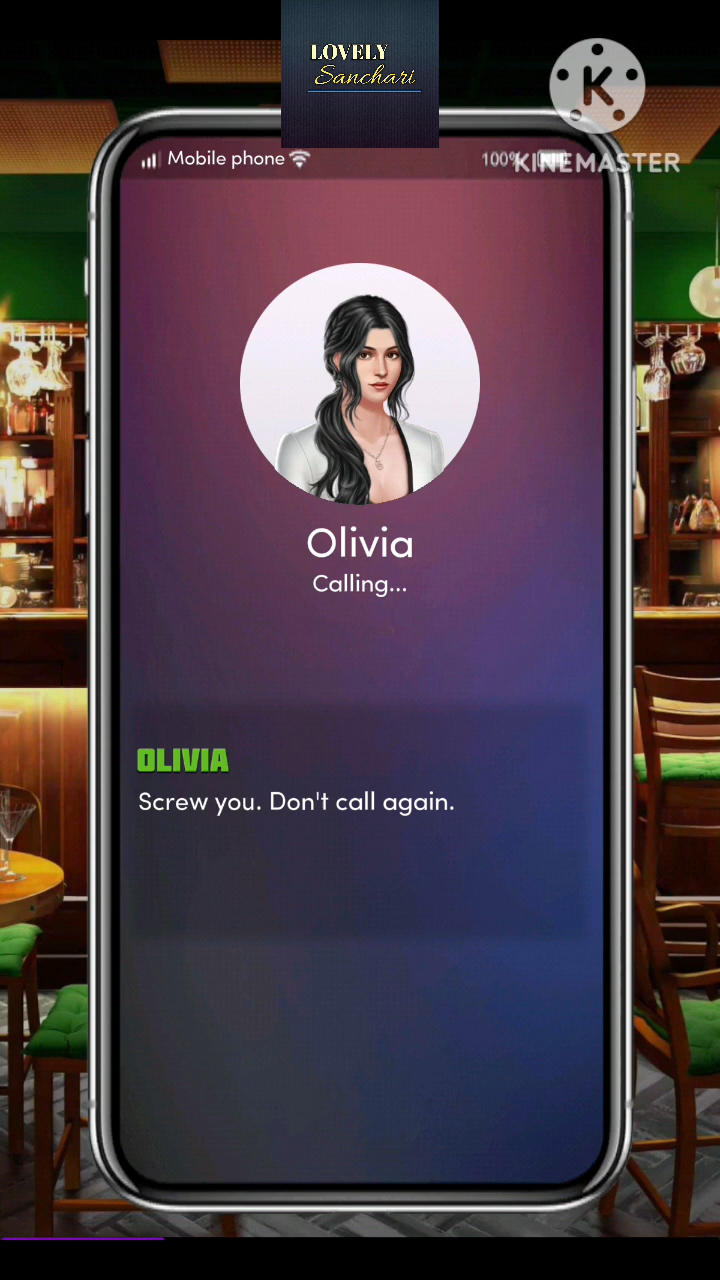 LOVELY
Sanchari
K
Mobile phone
100%
KINEMASTER
Olivia
Calling...
OLIVIA
Screw you. Don't call again.